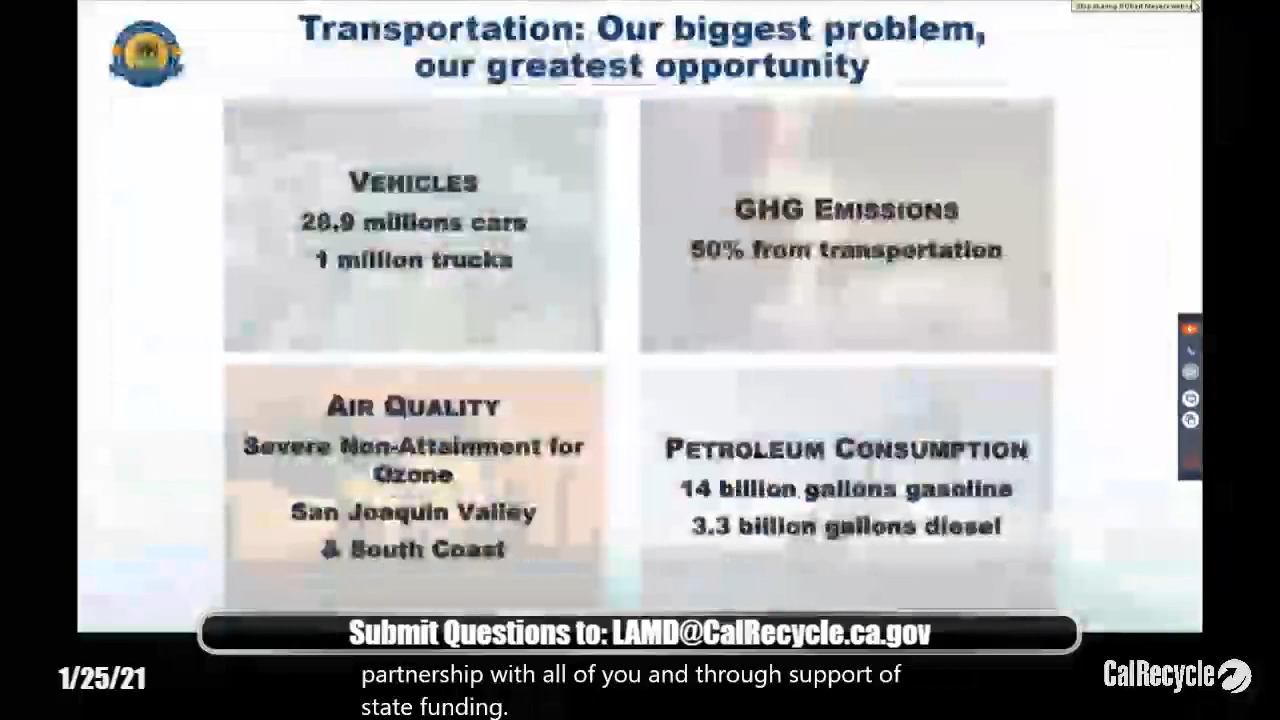 Transportation: Our biggest problem,
our greatest opportunity
VEHICLES
28.9 millions cars
1 million trucks
GHG EMISSIONS
50% from transportation
AIR QUALITY
Severe Non-Attainment for
Ozone
San Joaquin Valley
& South Coast
PETROLEUM CONSUMPTION
14 billion gallons gasoline
3.3 billion gallons diesel
Submit Questions to: LAMD@CalRecycle.ca.gov
1/25/21
partnership with all of you and through support of
state funding.
CalRecycle